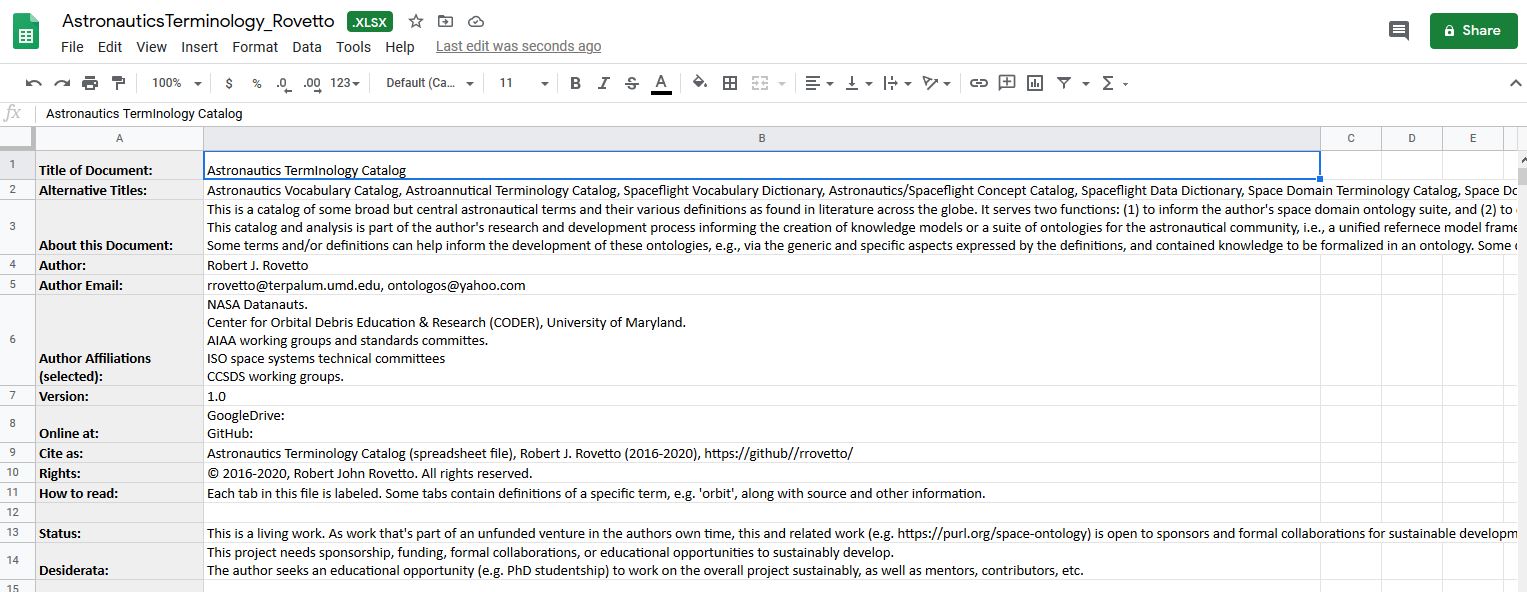 AstronauticsTerminology_Rovetto .XLSX
File Edit View Insert Format Data Tools Help Last edit was seconds ago
Share
100% $ % .0 .00 123 Default (Ca... 11 B I S A Σ
fx Astronautics TermInology Catalog
A B C D E
1 Title of Document: Astronautics TermInology Catalog
2 Alternative Titles: Astronautics Vocabulary Catalog, Astroannutical Terminology Catalog, Spaceflight Vocabulary Dictionary, Astronautics/Spaceflight Concept Catalog, Spaceflight Data Dictionary, Space Domain Terminology Catalog, Space Do
This is a catalog of some broad but central astronautical terms and their various definitions as found in literature across the globe. It serves two functions: (1) to inform the author's space domain ontology suite, and (2) to
3 This catalog and analysis is part of the author's research and development process informing the creation of knowledge models or a suite of ontologies for the astronautical community, i.e., a unified refernece model frame
About this Document: Some terms and/or definitions can help inform the development of these ontologies, e.g., via the generic and specific aspects expressed by the definitions, and contained knowledge to be formalized in an ontology. Some
4 Author: Robert J. Rovetto
5 Author Email: rrovetto@terpalum.umd.edu, ontologos@yahoo.com
NASA Datanauts.
Center for Orbital Debris Education & Research (CODER), University of Maryland.
6 AIAA working groups and standards committes.
Author Affiliations ISO space systems technical committees
(selected): CCSDS working groups.
7 Version: 1.0
GoogleDrive:
8 Online at: GitHub:
9 Cite as: Astronautics Terminology Catalog (spreadsheet file), Robert J. Rovetto (2016-2020), https://github//rrovetto/
10 Rights: © 2016-2020, Robert John Rovetto. All rights reserved.
11 How to read: Each tab in this file is labeled. Some tabs contain definitions of a specific term, e.g. 'orbit', along with source and other information.
12
13 Status: This is a living work. As work that's part of an unfunded venture in the authors own time, this and related work (e.g. https://purl.org/space-ontology) is open to sponsors and formal collaborations for sustainable developm
This project needs sponsorship, funding, formal collaborations, or educational opportunities to sustainably develop.
14 Desiderata: The author seeks an educational opportunity (e.g. PhD studentship) to work on the overall project sustainably, as well as mentors, contributors, etc.
15